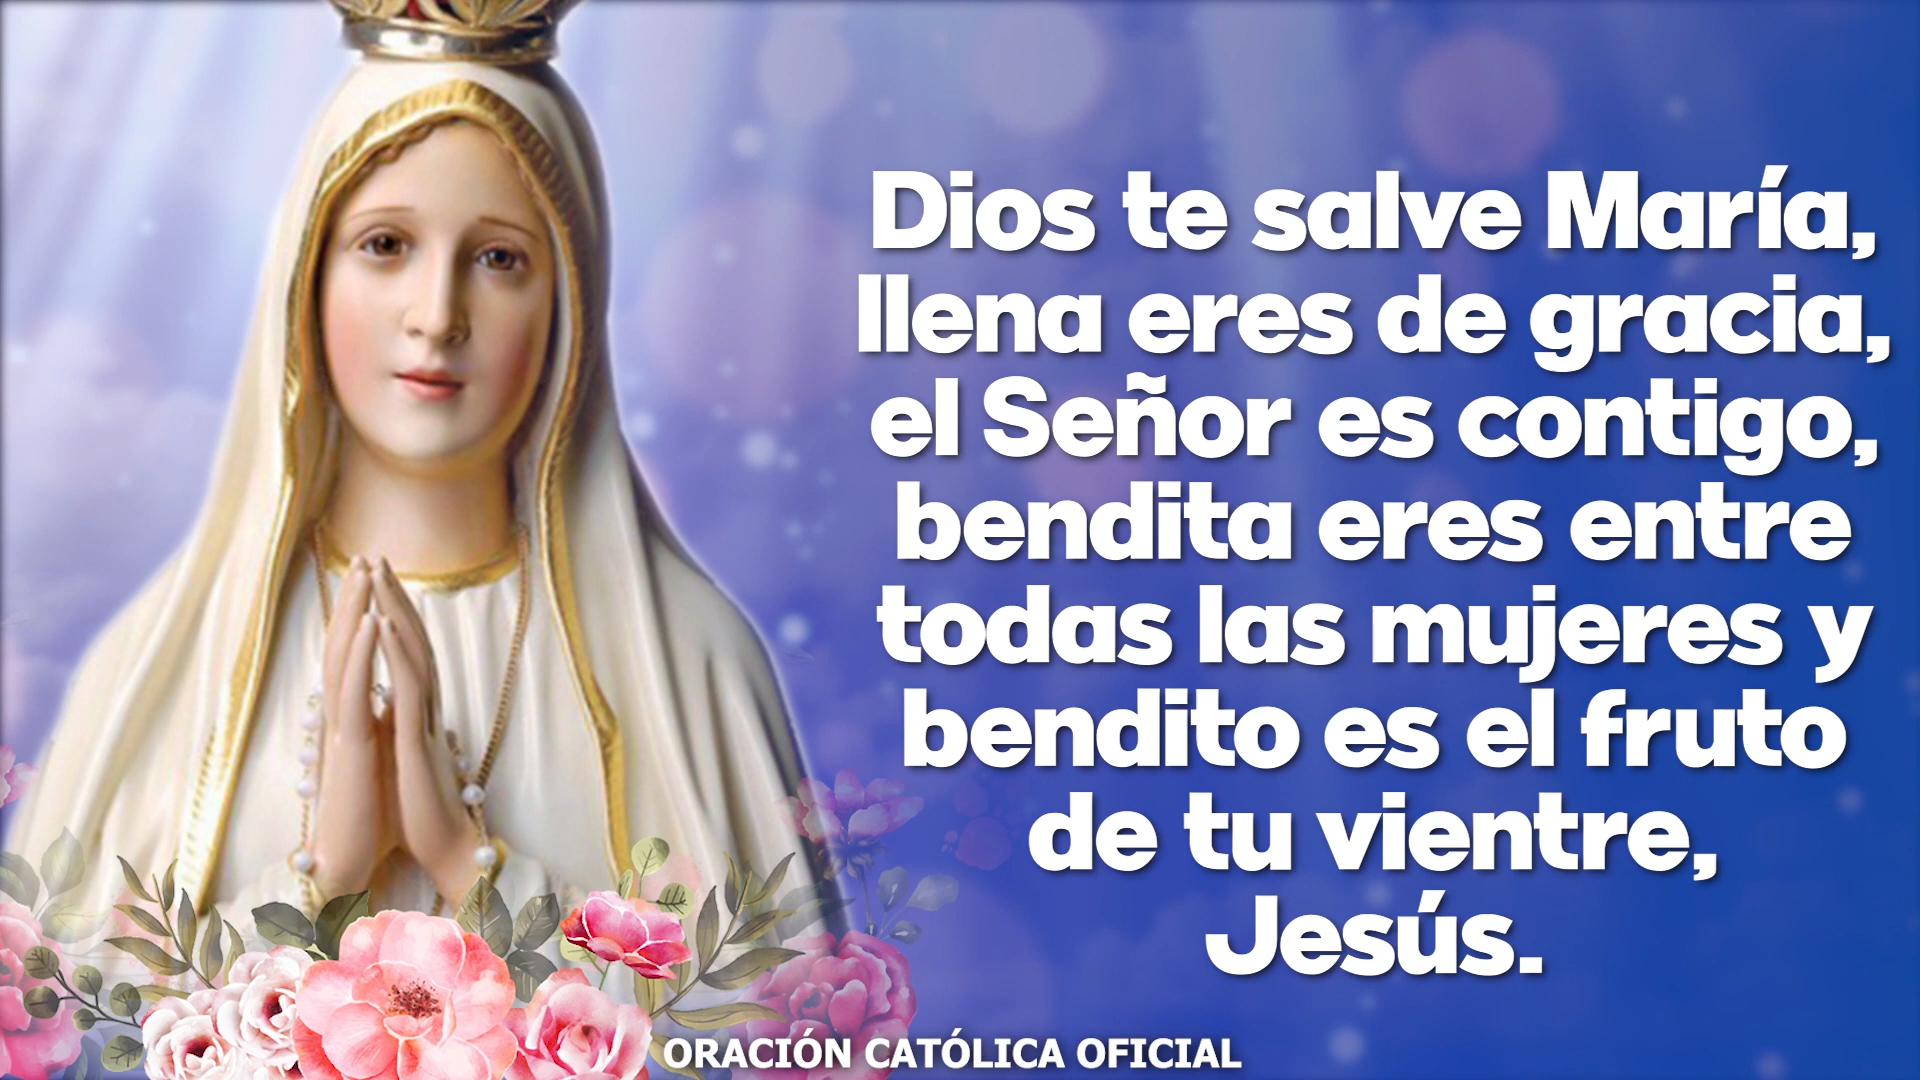 Dios te salve María,
llena eres de gracia,
el Señor es contigo,
bendita eres entre
todas las mujeres y
bendito es el fruto
de tu vientre,
Jesús.
ORACIÓN CATÓLICA OFICIAL